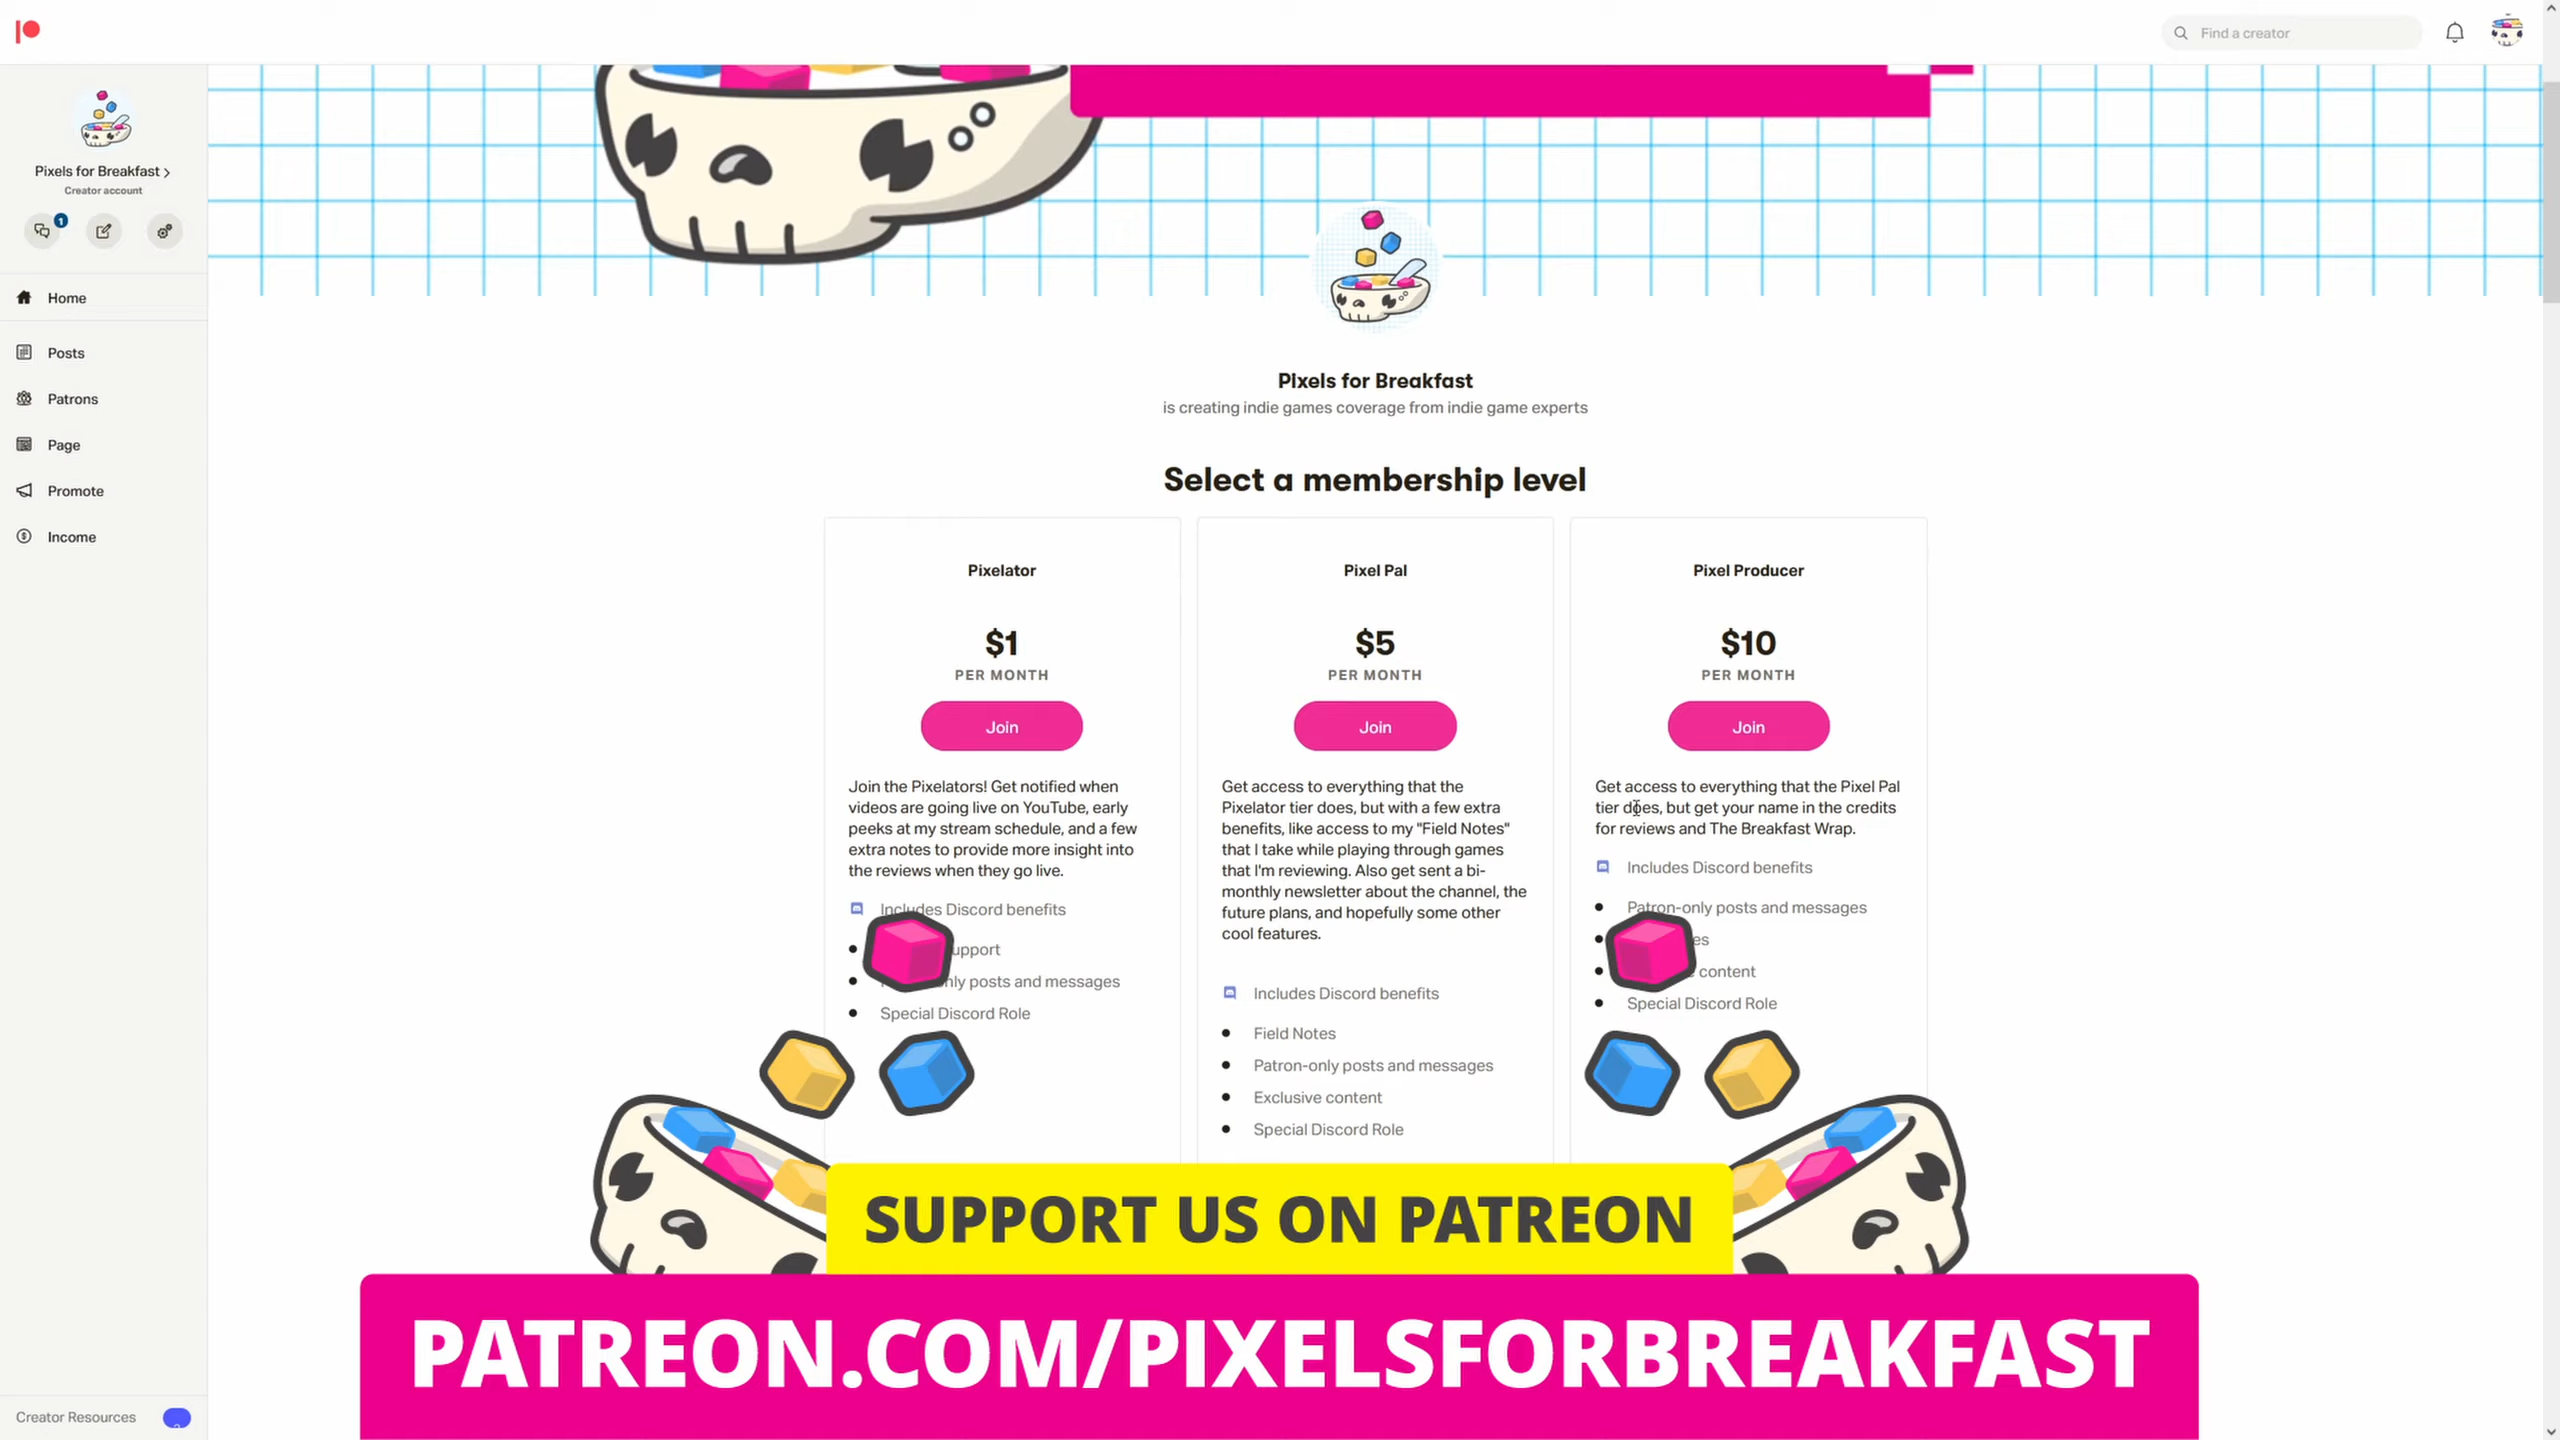 Find a creator
Pixels for Breakfast
Creator account
1
Home
Posts
Patrons
Page
Promote
Income
Creator Resources
PIxels for Breakfast
is creating indie games coverage from indie game experts
Select a membership level
Pixelator
$1
PER MONTH
Join
Join the Pixelators! Get notified when
videos are going live on YouTube, early
peeks at my stream schedule, and a few
extra notes to provide more insight into
the reviews when they go live.
Includes Discord benefits
upport
nly posts and messages
Special Discord Role
Pixel Pal
$5
PER MONTH
Join
Get access to everything that the
Pixelator tier does, but with a few extra
benefits, like access to my "Field Notes"
that I take while playing through games
that I'm reviewing. Also get sent a bi-
monthly newsletter about the channel, the
future plans, and hopefully some other
cool features.
Includes Discord benefits
Field Notes
Patron-only posts and messages
Exclusive content
Special Discord Role
Pixel Producer
$10
PER MONTH
Join
Get access to everything that the Pixel Pal
tier does, but get your name in the credits
for reviews and The Breakfast Wrap.
Includes Discord benefits
Patron-only posts and messages
es
content
Special Discord Role
SUPPORT US ON PATREON
PATREON.COM/PIXELSFORBREAKFAST